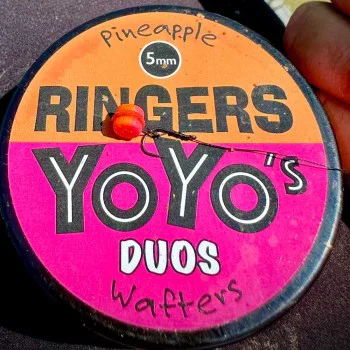 Pineapple
5mm
RINGERS
YOYO'S
DUOS
Wafters